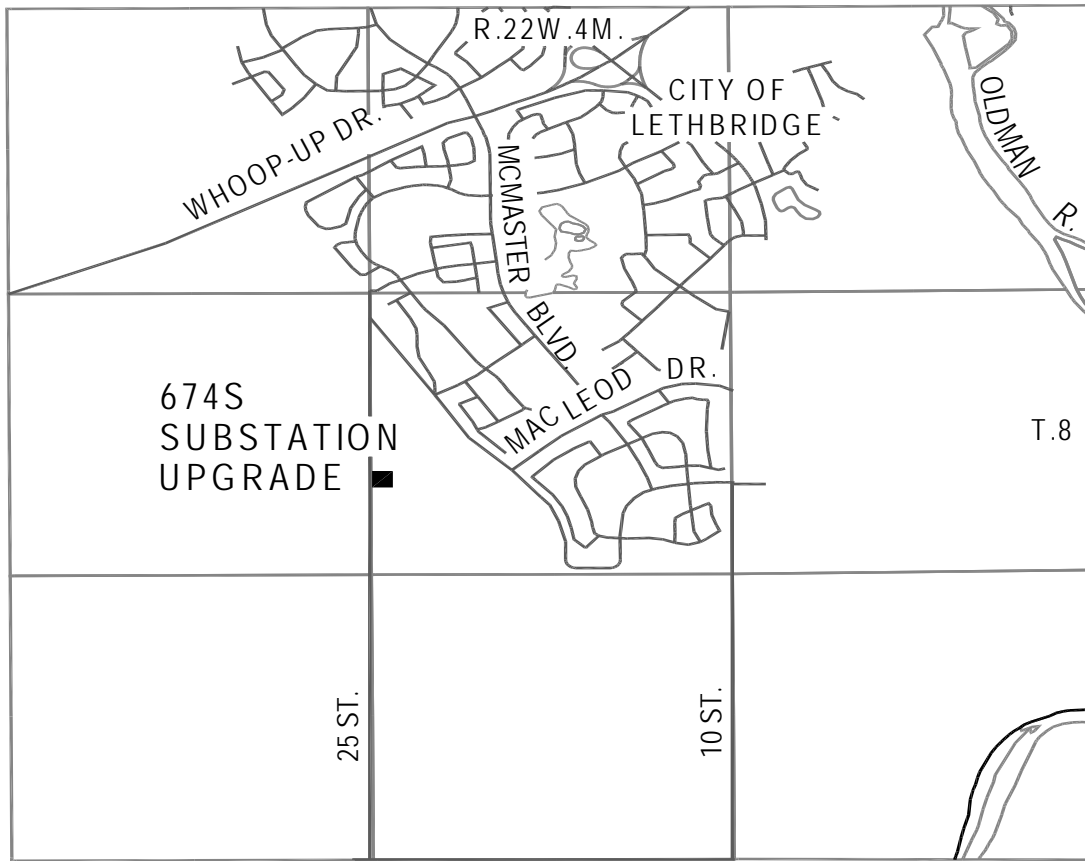 R.22W.4M.
CITY OF
LETHBRIDGE
OLDMAN
R.
WHOOP-UP DR.
MCMASTER
BLVD.
MAC LEOD
DR.
674S
SUBSTATION
UPGRADE
T.8
25 ST.
10 ST.